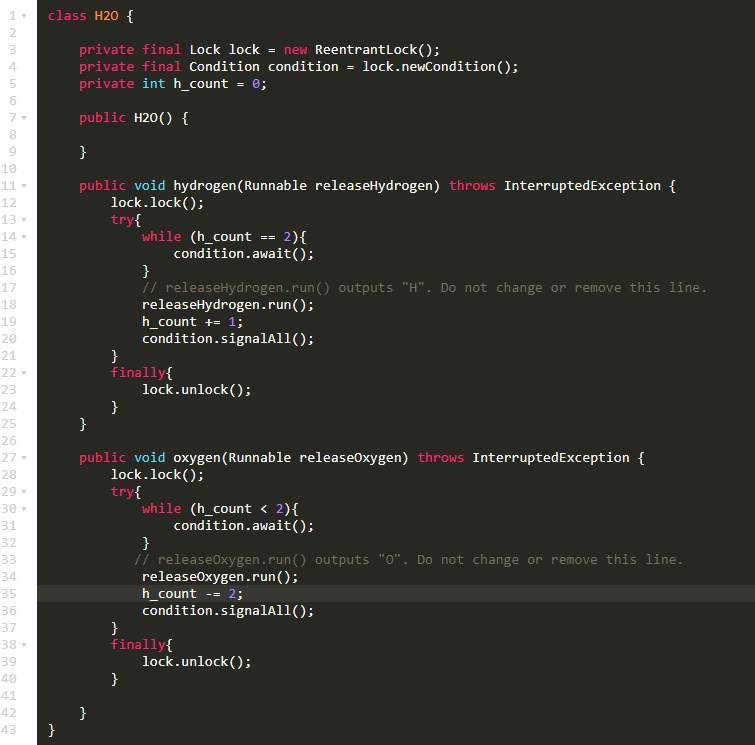 1 class H2O {
2
3     private final Lock lock = new ReentrantLock();
4     private final Condition condition = lock.newCondition();
5     private int h_count = 0;
6
7     public H2O() {
8
9     }
10
11     public void hydrogen(Runnable releaseHydrogen) throws InterruptedException {
12         lock.lock();
13         try{
14             while (h_count == 2){
15                 condition.await();
16             }
17             // releaseHydrogen.run() outputs "H". Do not change or remove this line.
18             releaseHydrogen.run();
19             h_count += 1;
20             condition.signalAll();
21         }
22         finally{
23             lock.unlock();
24         }
25     }
26
27     public void oxygen(Runnable releaseOxygen) throws InterruptedException {
28         lock.lock();
29         try{
30             while (h_count < 2){
31                 condition.await();
32             }
33            // releaseOxygen.run() outputs "O". Do not change or remove this line.
34             releaseOxygen.run();
35             h_count -= 2;
36             condition.signalAll();
37         }
38         finally{
39             lock.unlock();
40         }
41
42     }
43 }